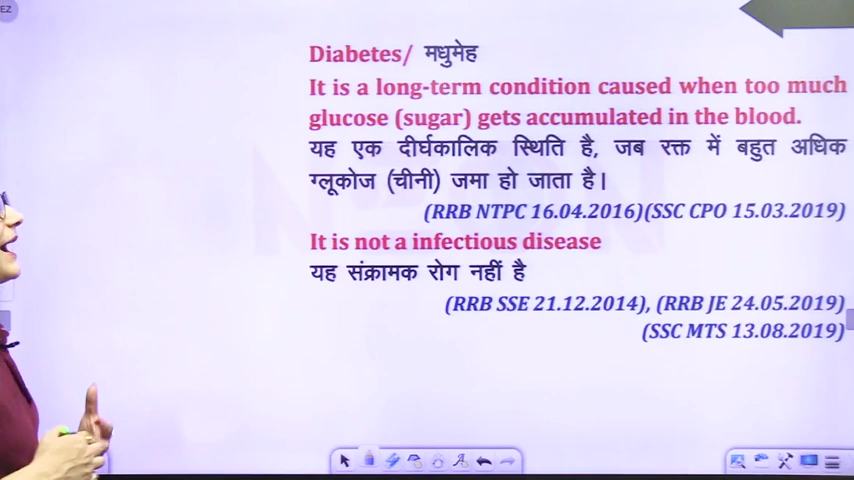 EZ
Diabetes/ मधुमेह
It is a long-term condition caused when too much
glucose (sugar) gets accumulated in the blood.
यह एक दीर्घकालिक स्थिति है, जब रक्त में बहुत अधिक
ग्लूकोज (चीनी) जमा हो जाता है।
(RRB NTPC 16.04.2016)(SSC CPO 15.03.2019)
It is not a infectious disease
यह संक्रामक रोग नहीं है
(RRB SSE 21.12.2014), (RRB JE 24.05.2019)
(SSC MTS 13.08.2019)